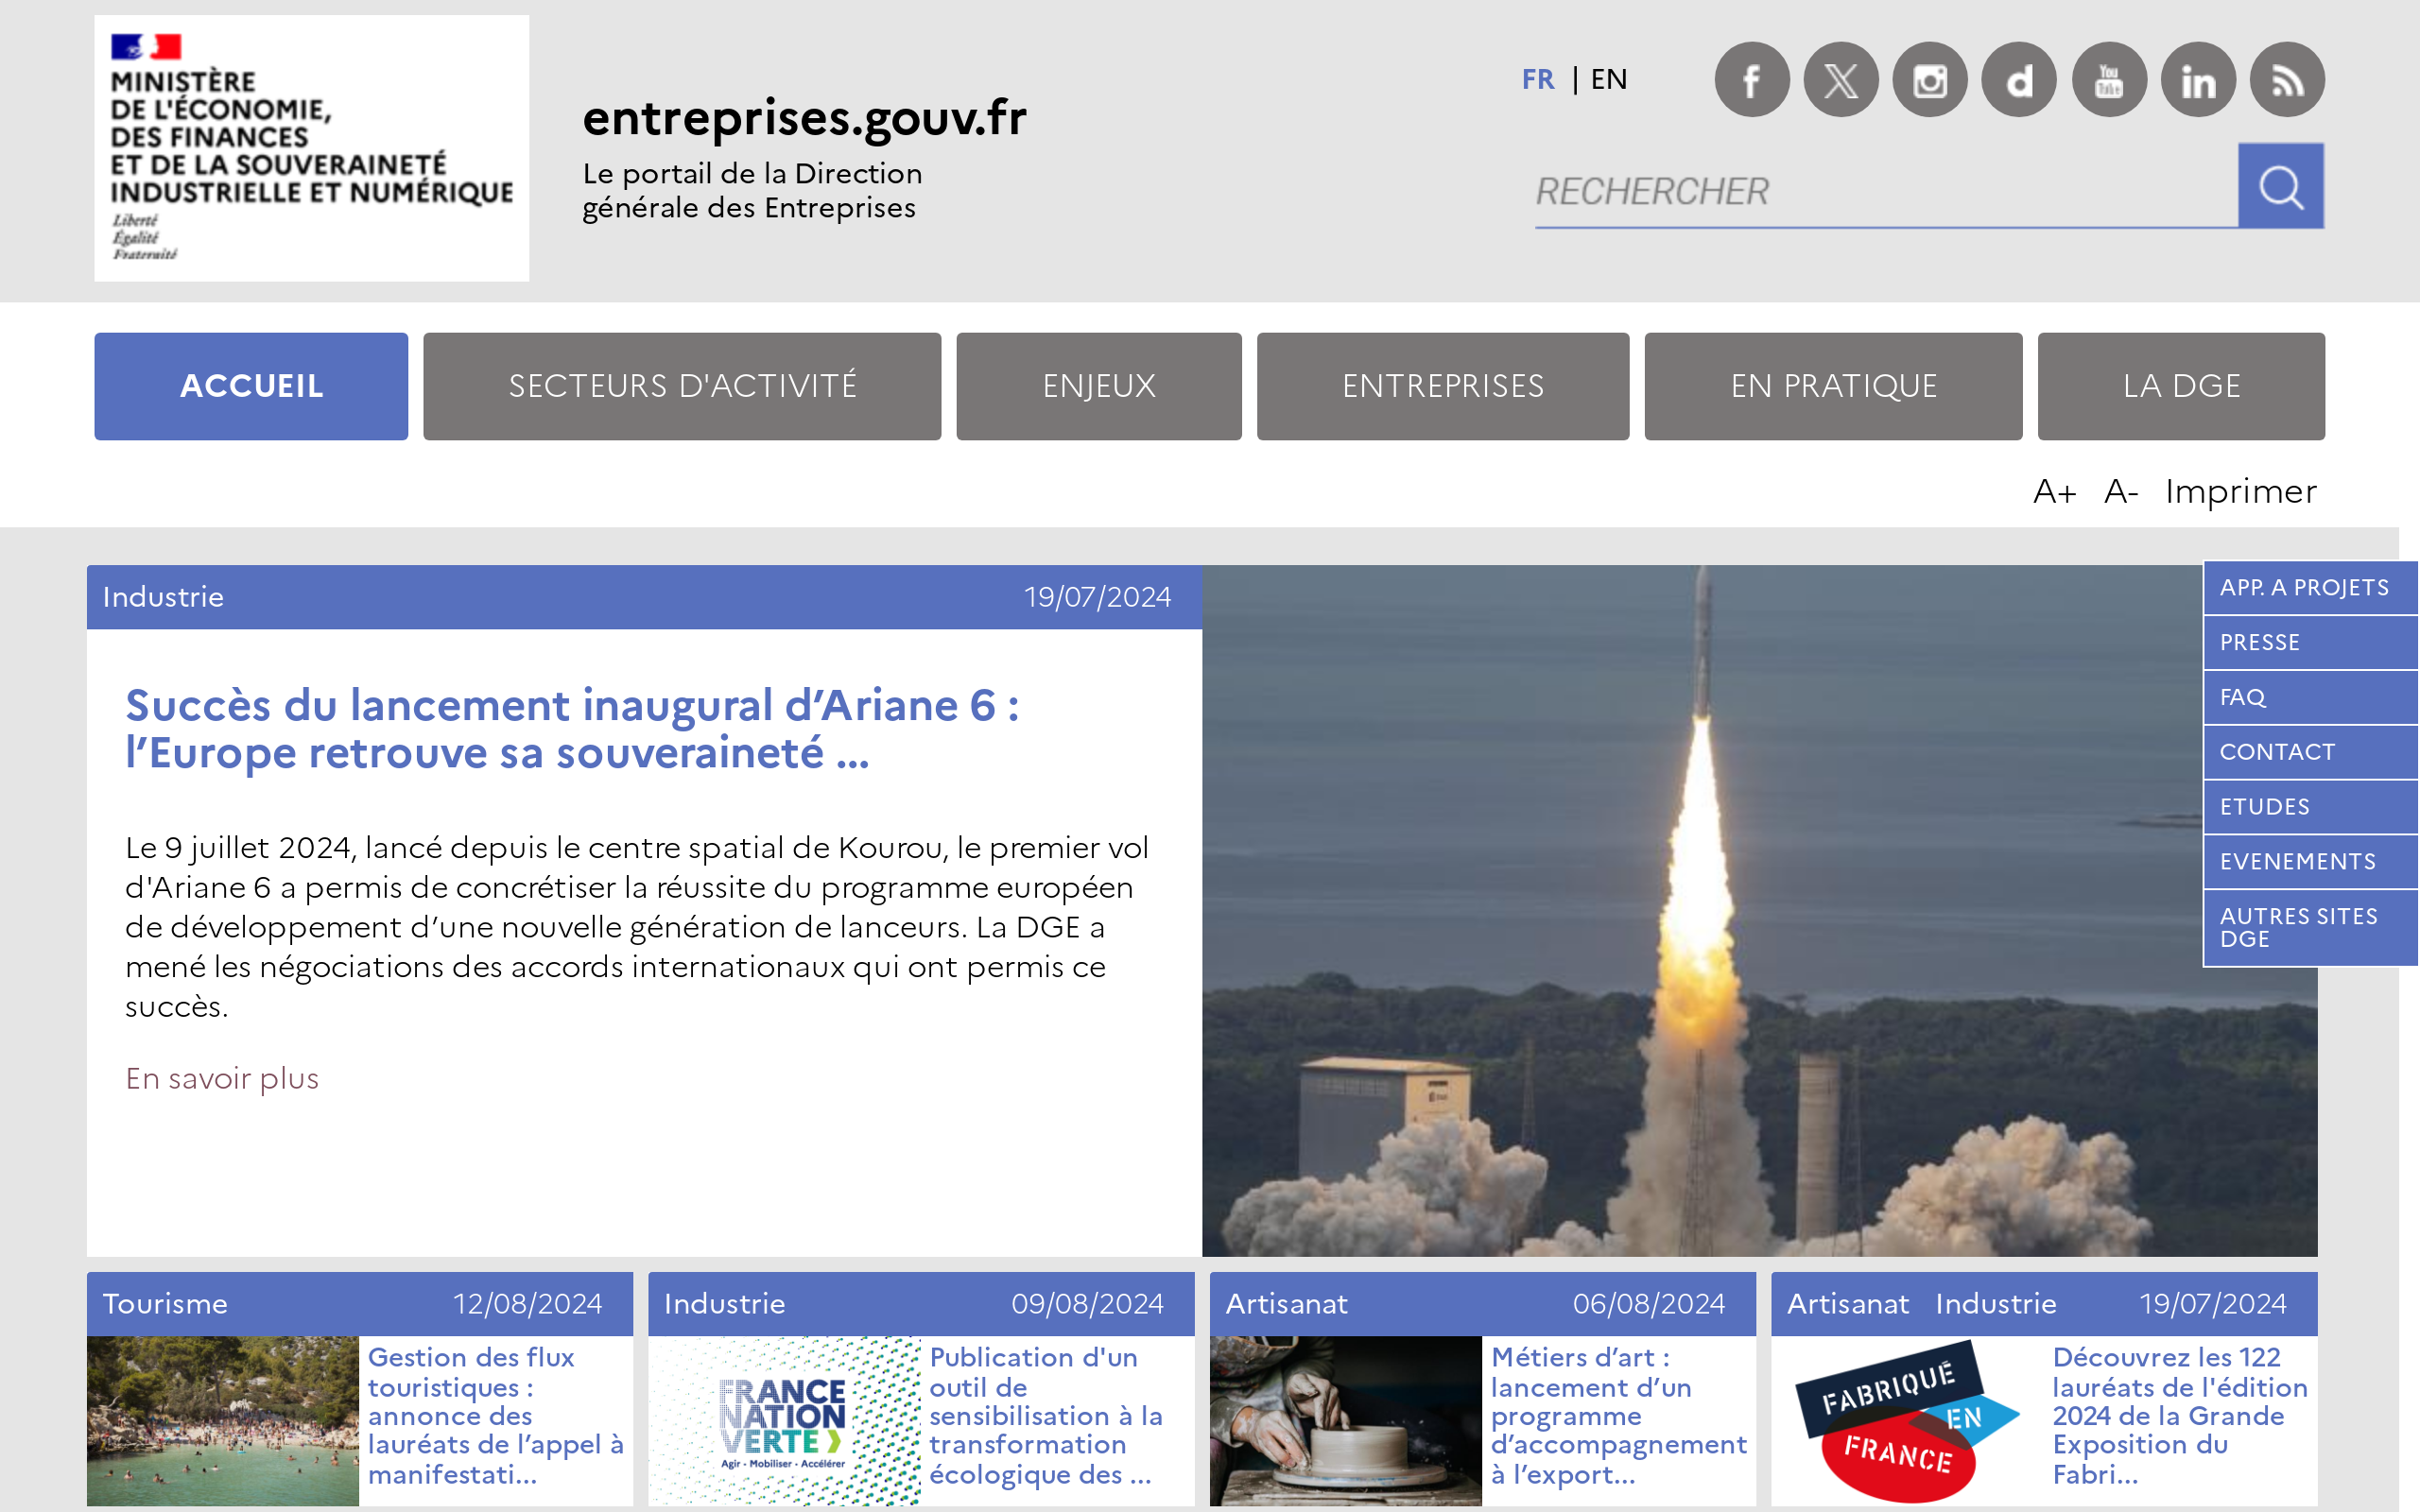 MINISTÈRE
DE L'ÉCONOMIE,
DES FINANCES
ET DE LA SOUVERAINETÉ
INDUSTRIELLE ET NUMÉRIQUE
Liberté
Égalité
Fraternité
entreprises.gouv.fr
Le portail de la Direction
générale des Entreprises
FR | EN
RECHERCHER
ACCUEIL
SECTEURS D'ACTIVITÉ
ENJEUX
ENTREPRISES
EN PRATIQUE
LA DGE
A+ A- Imprimer
Industrie 19/07/2024
Succès du lancement inaugural d’Ariane 6 :
l’Europe retrouve sa souveraineté ...
Le 9 juillet 2024, lancé depuis le centre spatial de Kourou, le premier vol
d'Ariane 6 a permis de concrétiser la réussite du programme européen
de développement d’une nouvelle génération de lanceurs. La DGE a
mené les négociations des accords internationaux qui ont permis ce
succès.
En savoir plus
APP. A PROJETS
PRESSE
FAQ
CONTACT
ETUDES
EVENEMENTS
AUTRES SITES
DGE
Tourisme 12/08/2024
Gestion des flux
touristiques :
annonce des
lauréats de l’appel à
manifestati...
Industrie 09/08/2024
FRANCE
NATION
VERTE
Agir • Mobiliser • Accélérer
Publication d'un
outil de
sensibilisation à la
transformation
écologique des ...
Artisanat 06/08/2024
Métiers d’art :
lancement d’un
programme
d’accompagnement
à l’export...
Artisanat Industrie 19/07/2024
FABRIQUÉ
EN
FRANCE
Découvrez les 122
lauréats de l'édition
2024 de la Grande
Exposition du
Fabri...